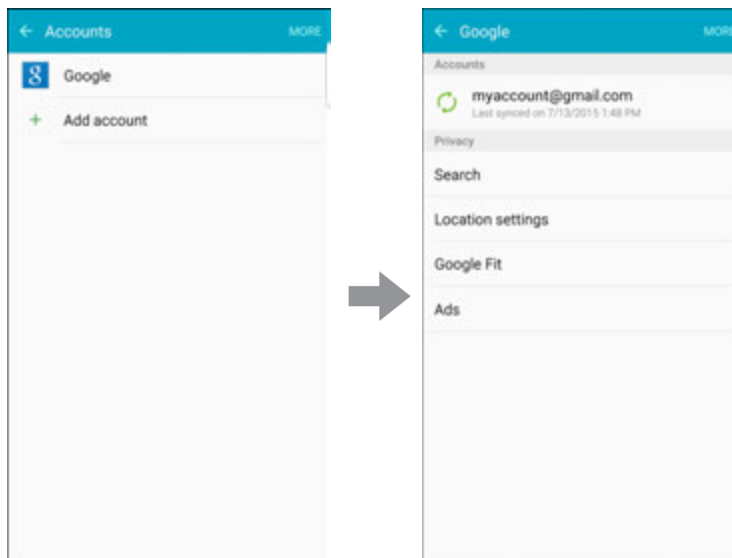 Accounts
MORE
Google
Add account
Google
MORE
Accounts
myaccount@gmail.com
Last synced on 7/13/2015 1:48 PM
Privacy
Search
Location settings
Google Fit
Ads